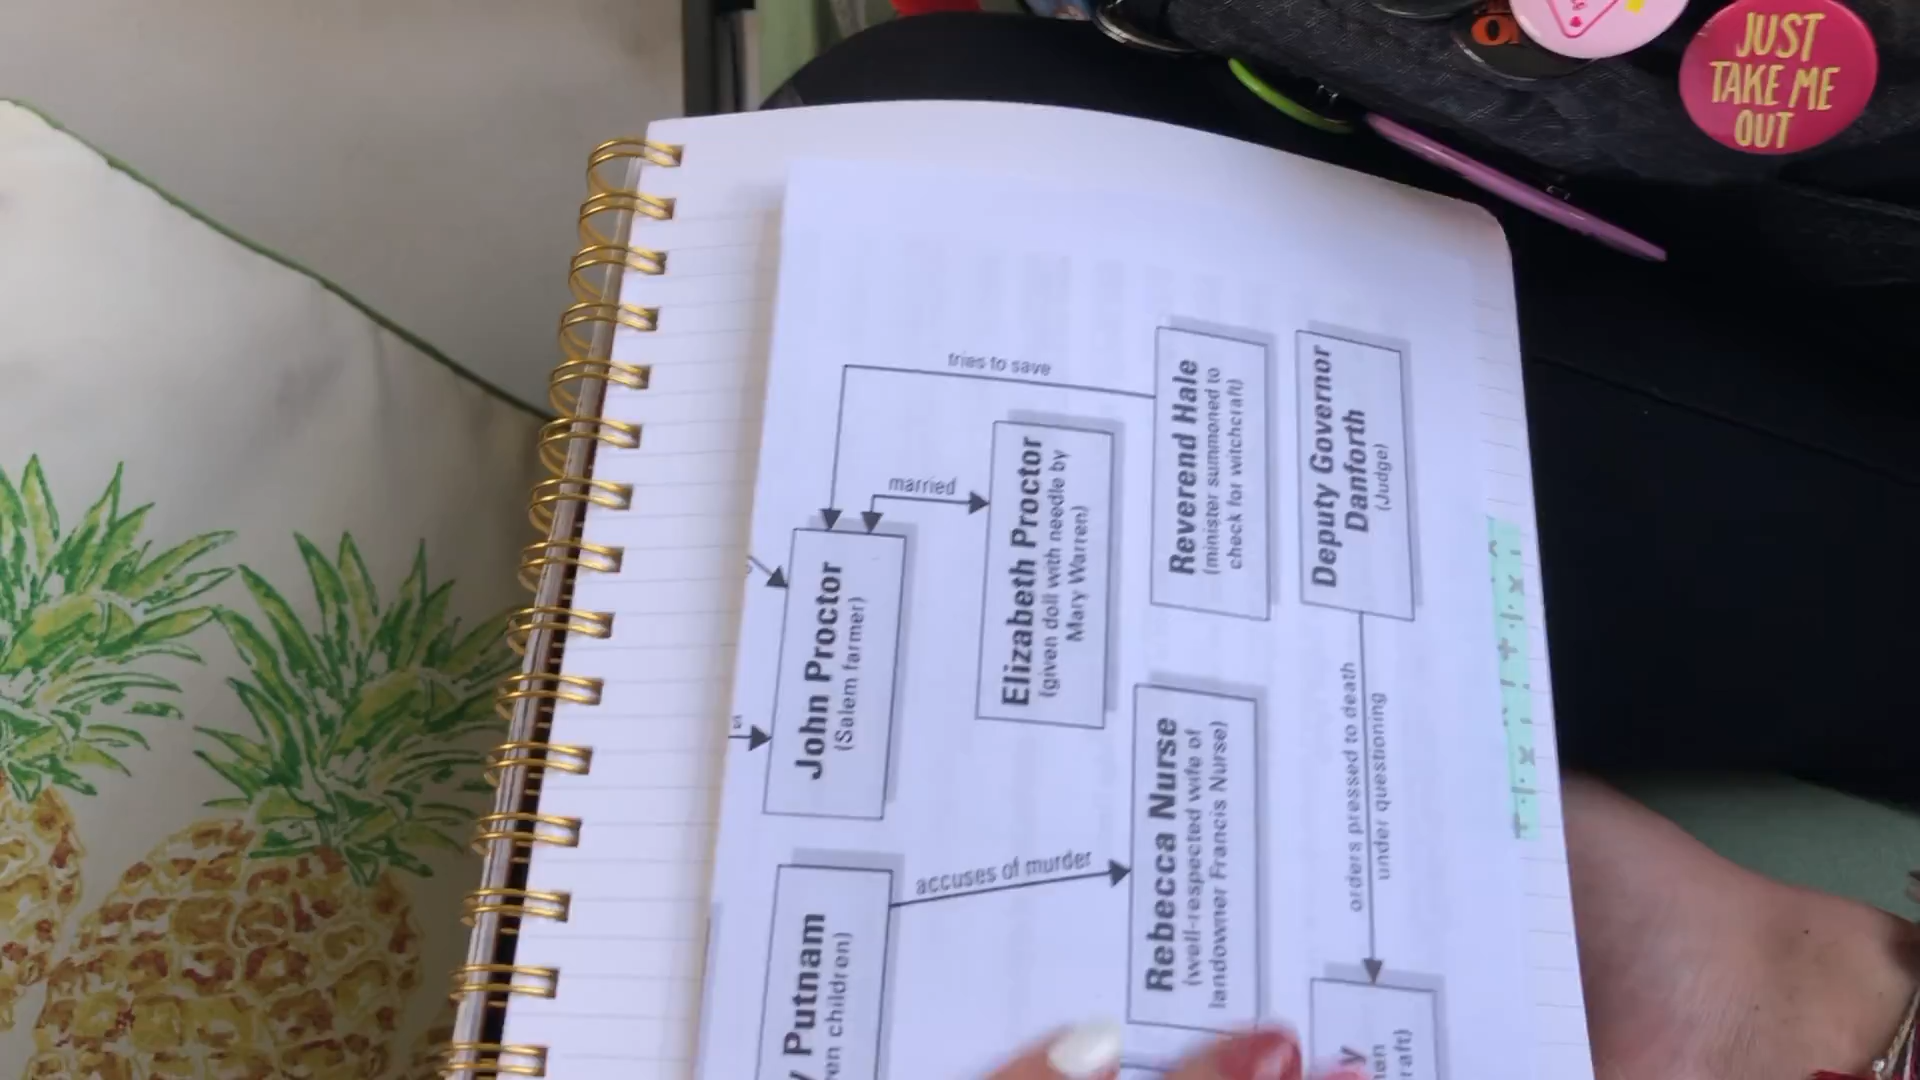 JUST
TAKE ME
OUT
tries to save
married
John Proctor
(Salem farmer)
Elizabeth Proctor
(given doll with needle by
Mary Warren)
Reverend Hale
(minister summoned to
check for witchcraft)
Deputy Governor
Danforth
(Judge)
Putnam
children)
accuses of murder
Rebecca Nurse
(well-respected wife of
landowner Francis Nurse)
orders pressed to death
under questioning